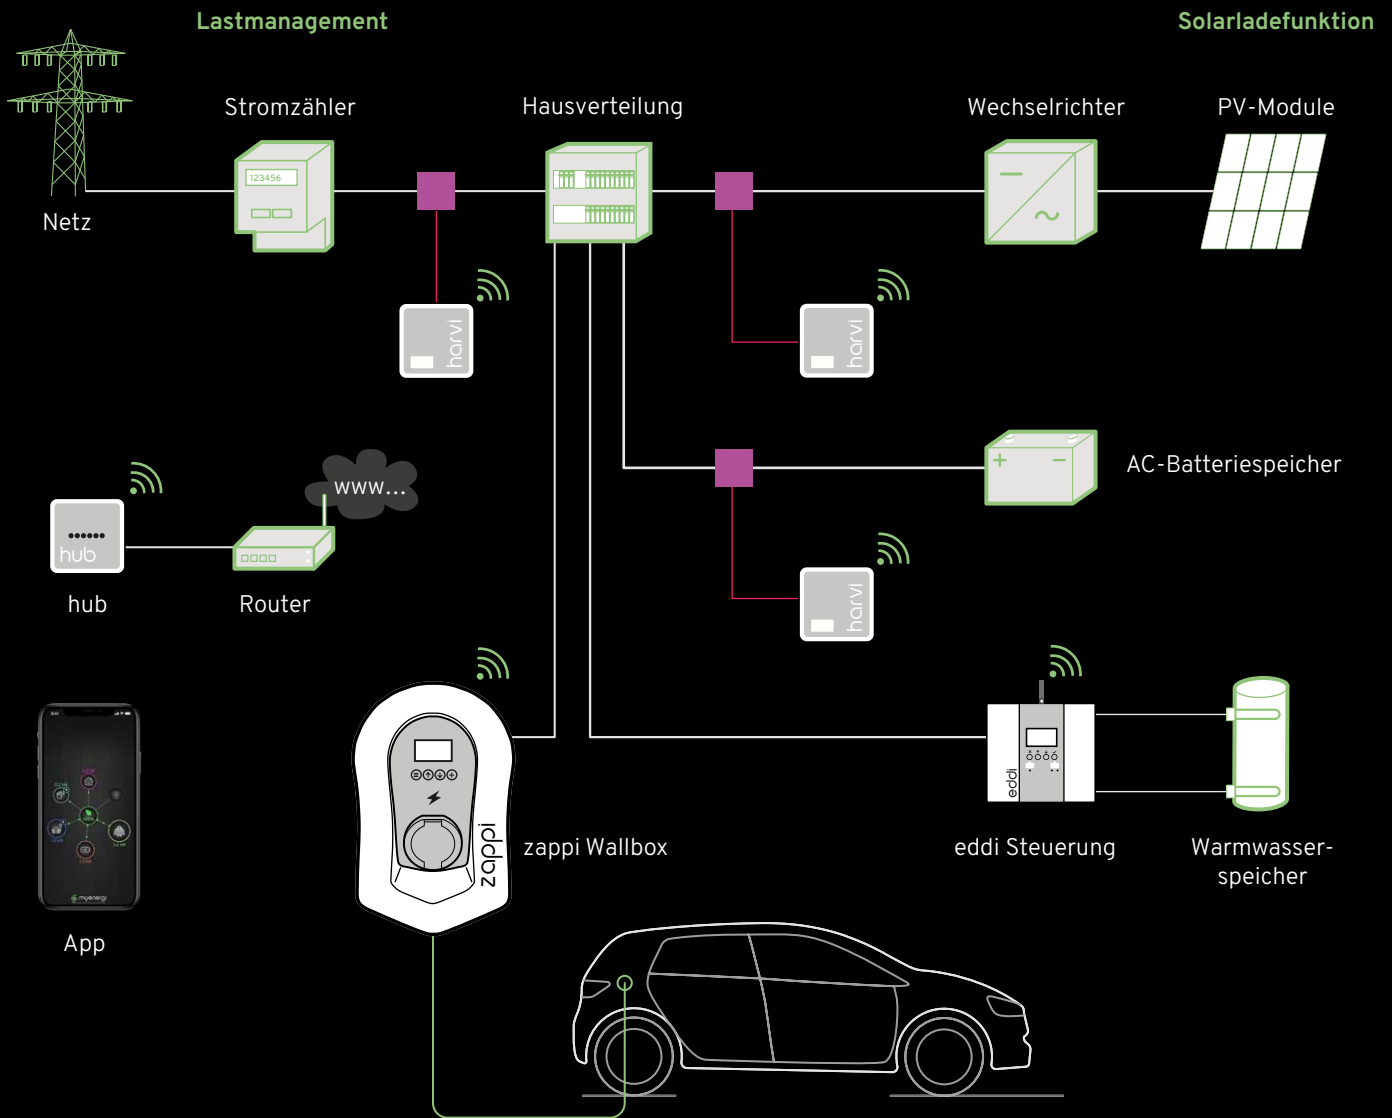 Lastmanagement
Solarladefunktion
Stromzähler
Hausverteilung
Wechselrichter
PV-Module
123456
Netz
harvi
harvi
www...
AC-Batteriespeicher
hub
hub
Router
harvi
eddi
zappi
zappi Wallbox
eddi Steuerung
Warmwasser-
speicher
myenergi
App